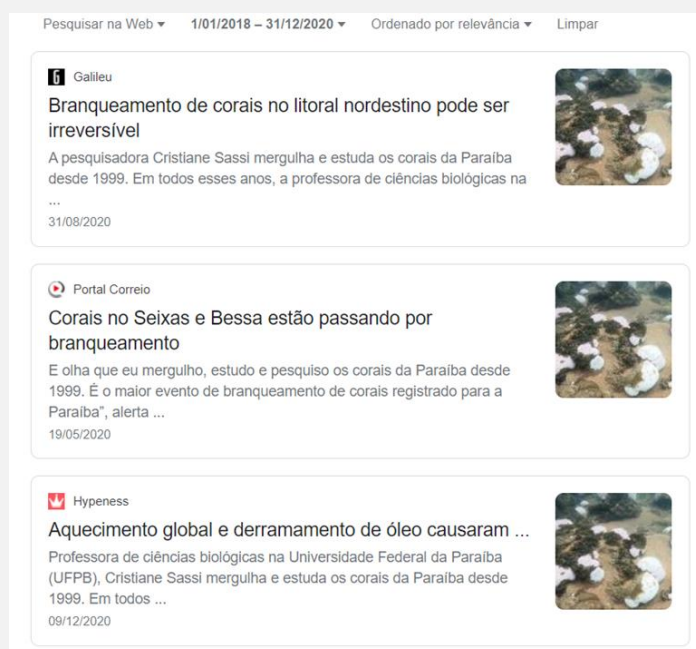 Pesquisar na Web 1/01/2018 – 31/12/2020 Ordenado por relevância Limpar
Galileu
Branqueamento de corais no litoral nordestino pode ser
irreversível
A pesquisadora Cristiane Sassi mergulha e estuda os corais da Paraíba
desde 1999. Em todos esses anos, a professora de ciências biológicas na
...
31/08/2020
Portal Correio
Corais no Seixas e Bessa estão passando por
branqueamento
E olha que eu mergulho, estudo e pesquiso os corais da Paraíba desde
1999. É o maior evento de branqueamento de corais registrado para a
Paraíba”, alerta ...
19/05/2020
Hypeness
Aquecimento global e derramamento de óleo causaram ...
Professora de ciências biológicas na Universidade Federal da Paraíba
(UFPB), Cristiane Sassi mergulha e estuda os corais da Paraíba desde
1999. Em todos ...
09/12/2020